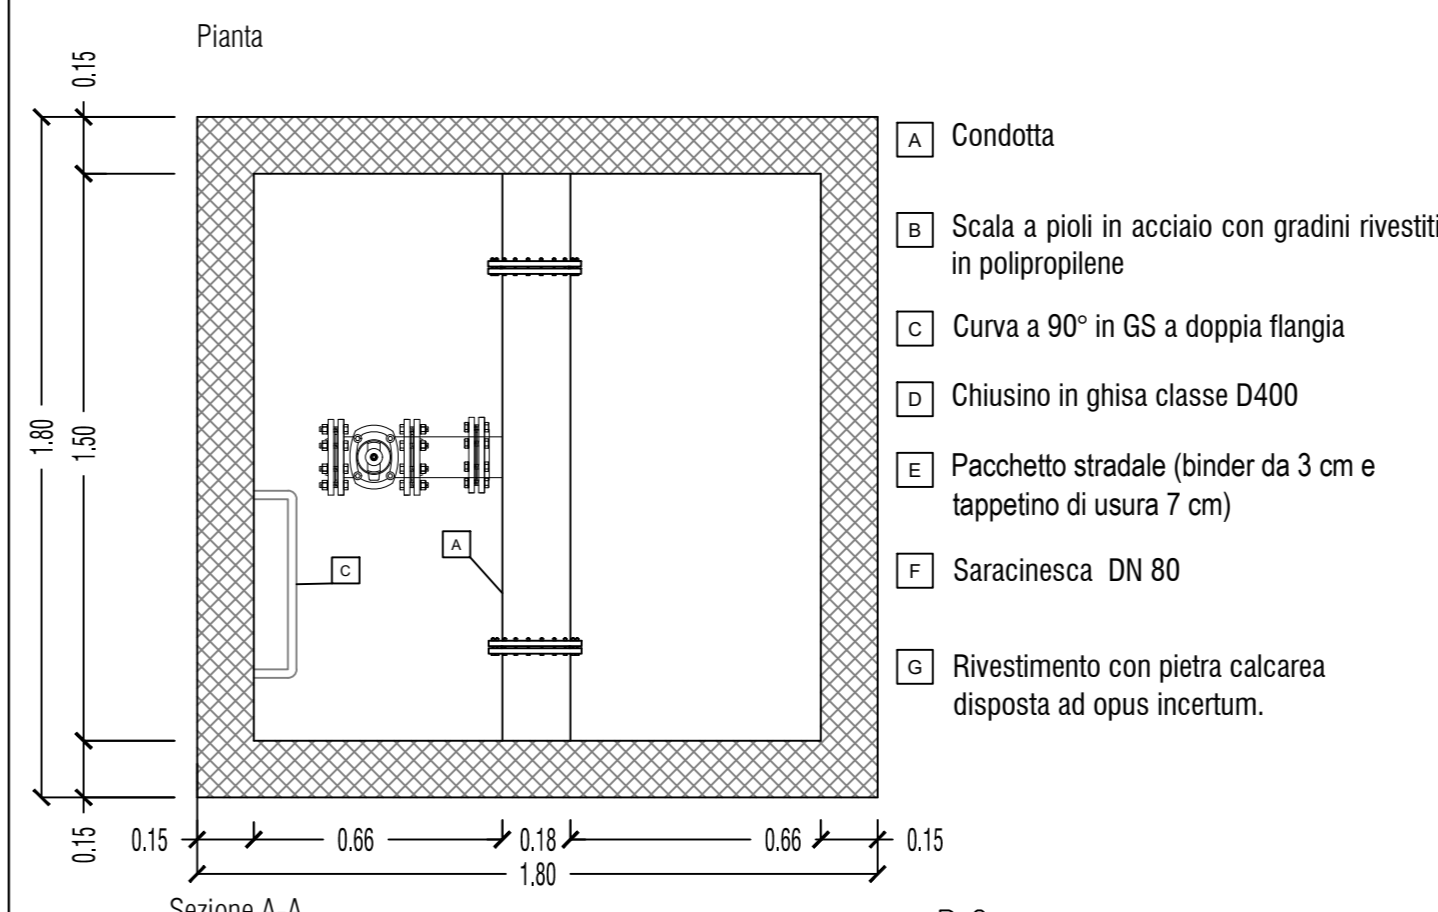 Pianta
0.15
1.80
1.50
0.15
A Condotta
B Scala a pioli in acciaio con gradini rivestiti
in polipropilene
C Curva a 90° in GS a doppia flangia
D Chiusino in ghisa classe D400
E Pacchetto stradale (binder da 3 cm e
tappetino di usura 7 cm)
F Saracinesca DN 80
G Rivestimento con pietra calcarea
disposta ad opus incertum.
A
C
0.15 0.66 0.18 0.66 0.15
1.80
Sezione A-A